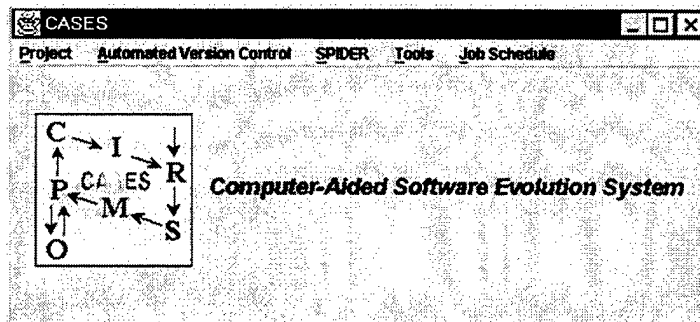 CASES
Project Automated Version Control SPIDER Tools Job Schedule
C I R
P CASES
M S
O
Computer-Aided Software Evolution System